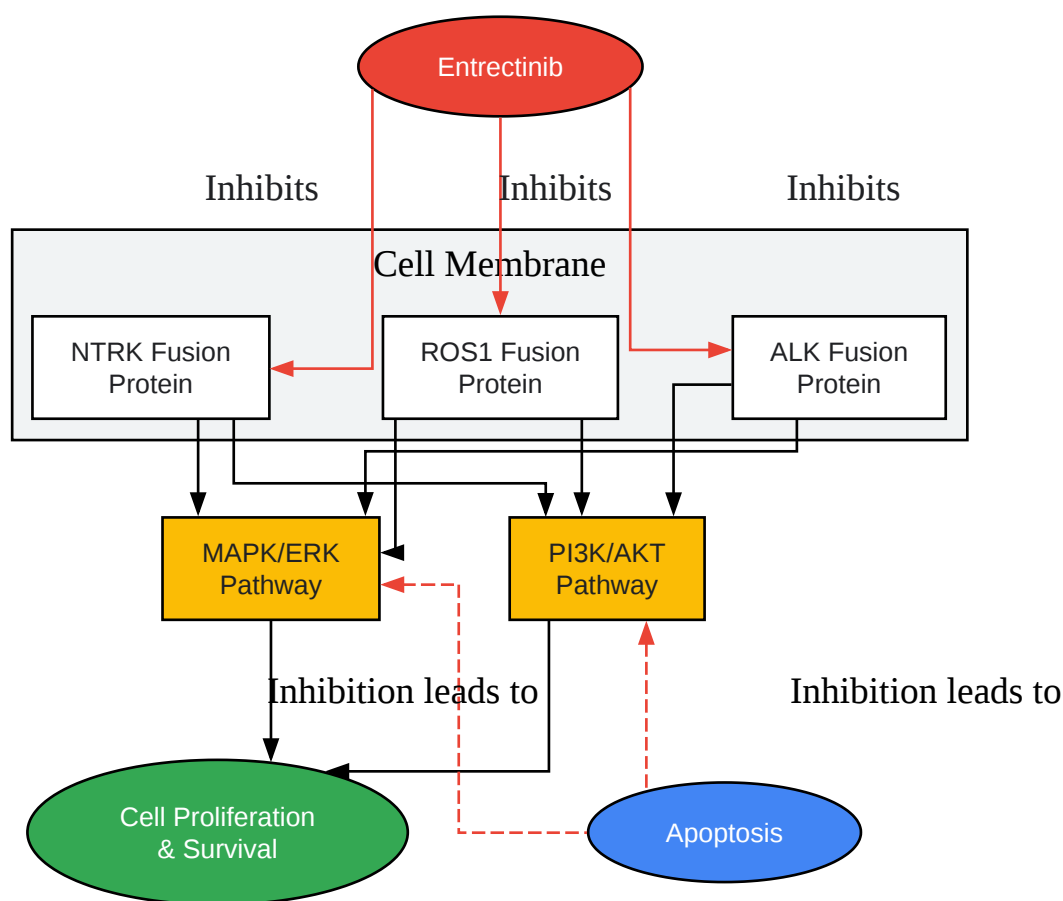 Entrectinib
Inhibits
Inhibits
Inhibits
Cell Membrane
NTRK Fusion
Protein
ROS1 Fusion
Protein
ALK Fusion
Protein
MAPK/ERK
Pathway
PI3K/AKT
Pathway
Inhibition leads to
Inhibition leads to
Cell Proliferation
& Survival
Apoptosis